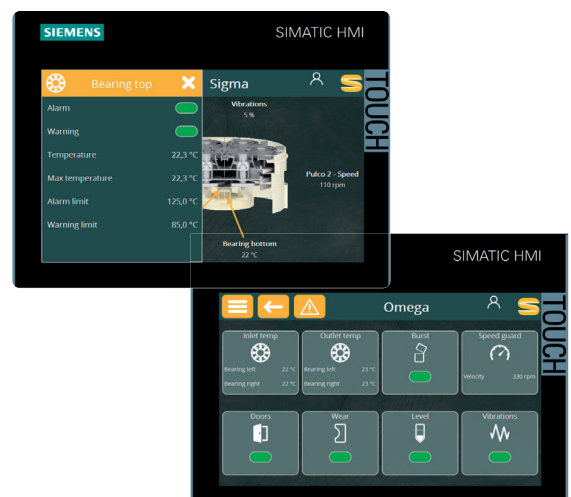 SIEMENS
SIMATIC HMI
TOUCH
Bearing top
Sigma
Alarm
Warning
Temperature 22,3 °C
Max temperature 22,3 °C
Alarm limit 125,0 °C
Warning limit 85,0 °C
Vibrations
5 %
Pulco 2 - Speed
110 rpm
Bearing bottom
22 °C
SIMATIC HMI
TOUCH
Omega
Inlet temp
Bearing left 22 °C
Bearing right 22 °C
Outlet temp
Bearing left 23 °C
Bearing right 23 °C
Burst
Speed guard
Velocity 330 rpm
Doors
Wear
Level
Vibrations